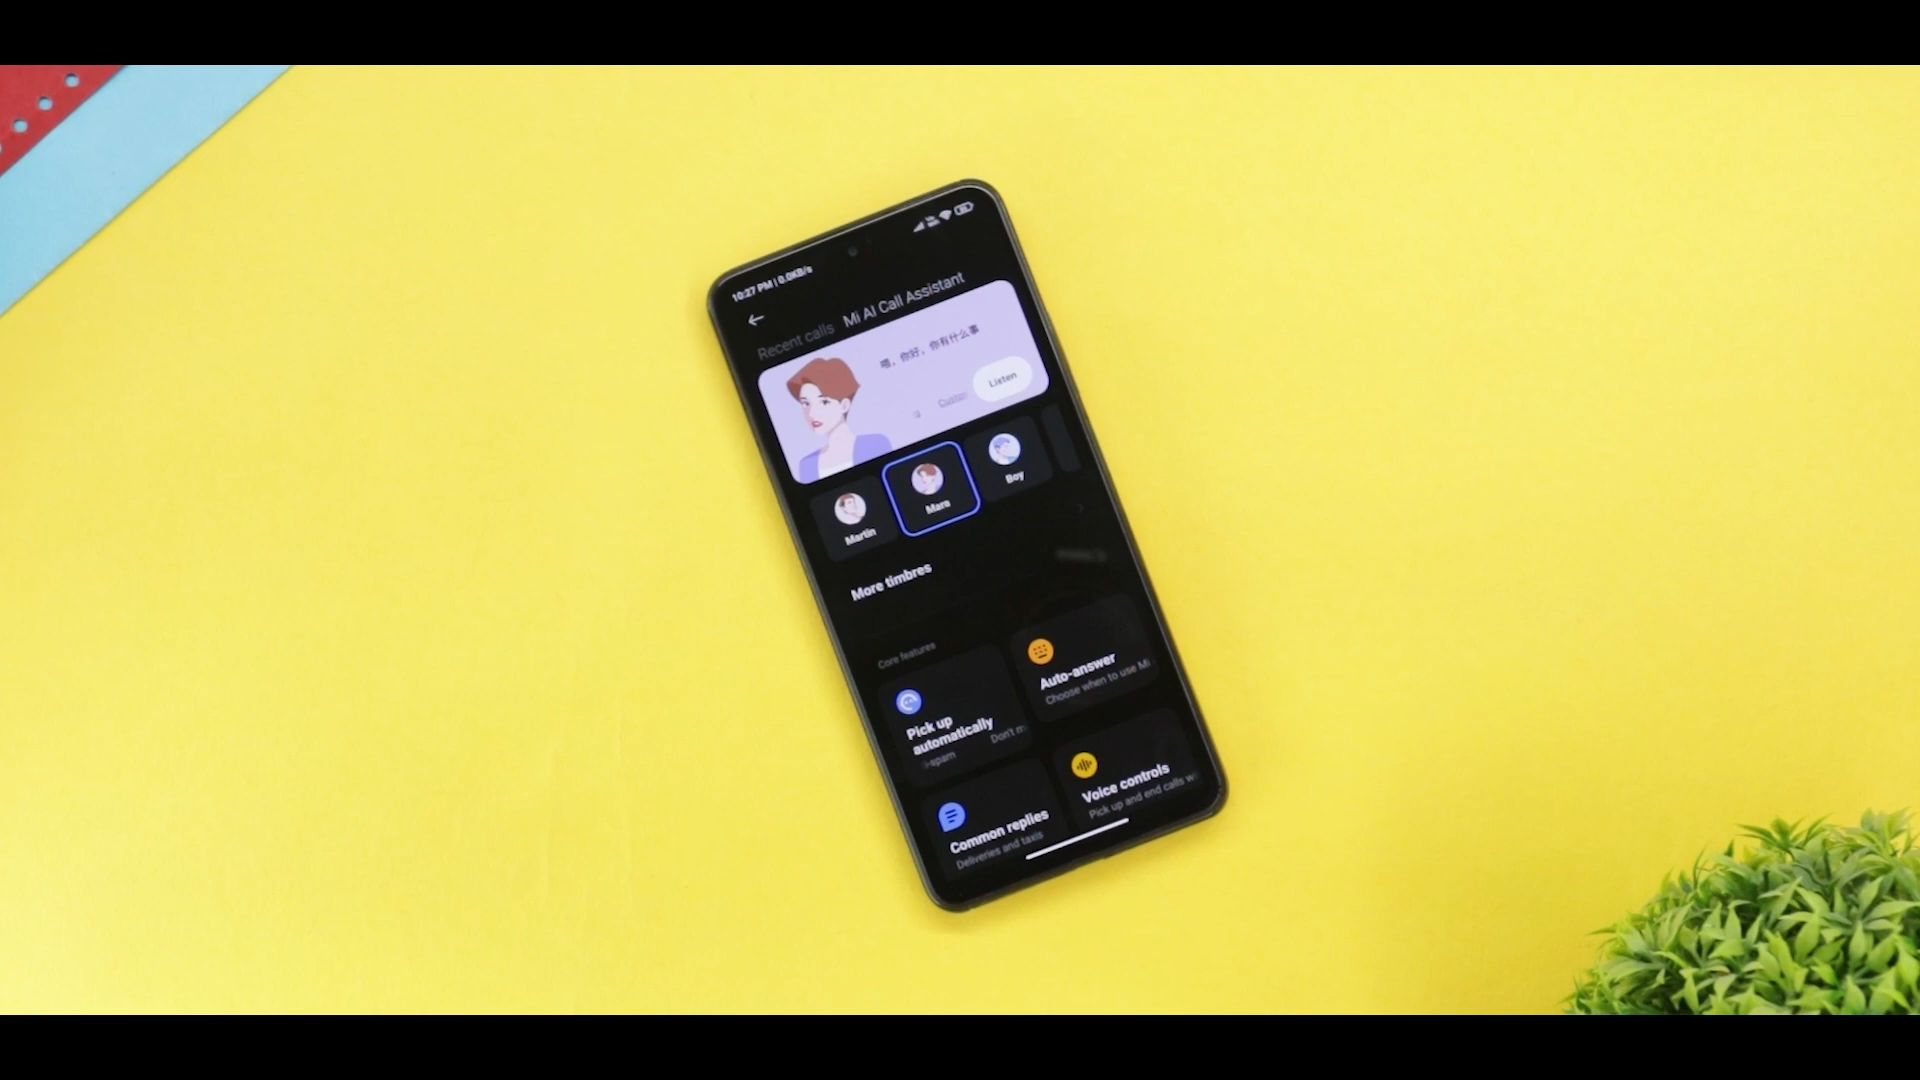 10:27 PM | 0.0KB/s
Recent calls
Mi AI Call Assistant
喂，你好，你有什么事
Listen
Martin
Mara
Boy
More timbres
Core features
Pick up
automatically
Don't m
Auto-answer
Choose when to use Mi
Common replies
Deliveries and taxis
Voice controls
Pick up and end calls w